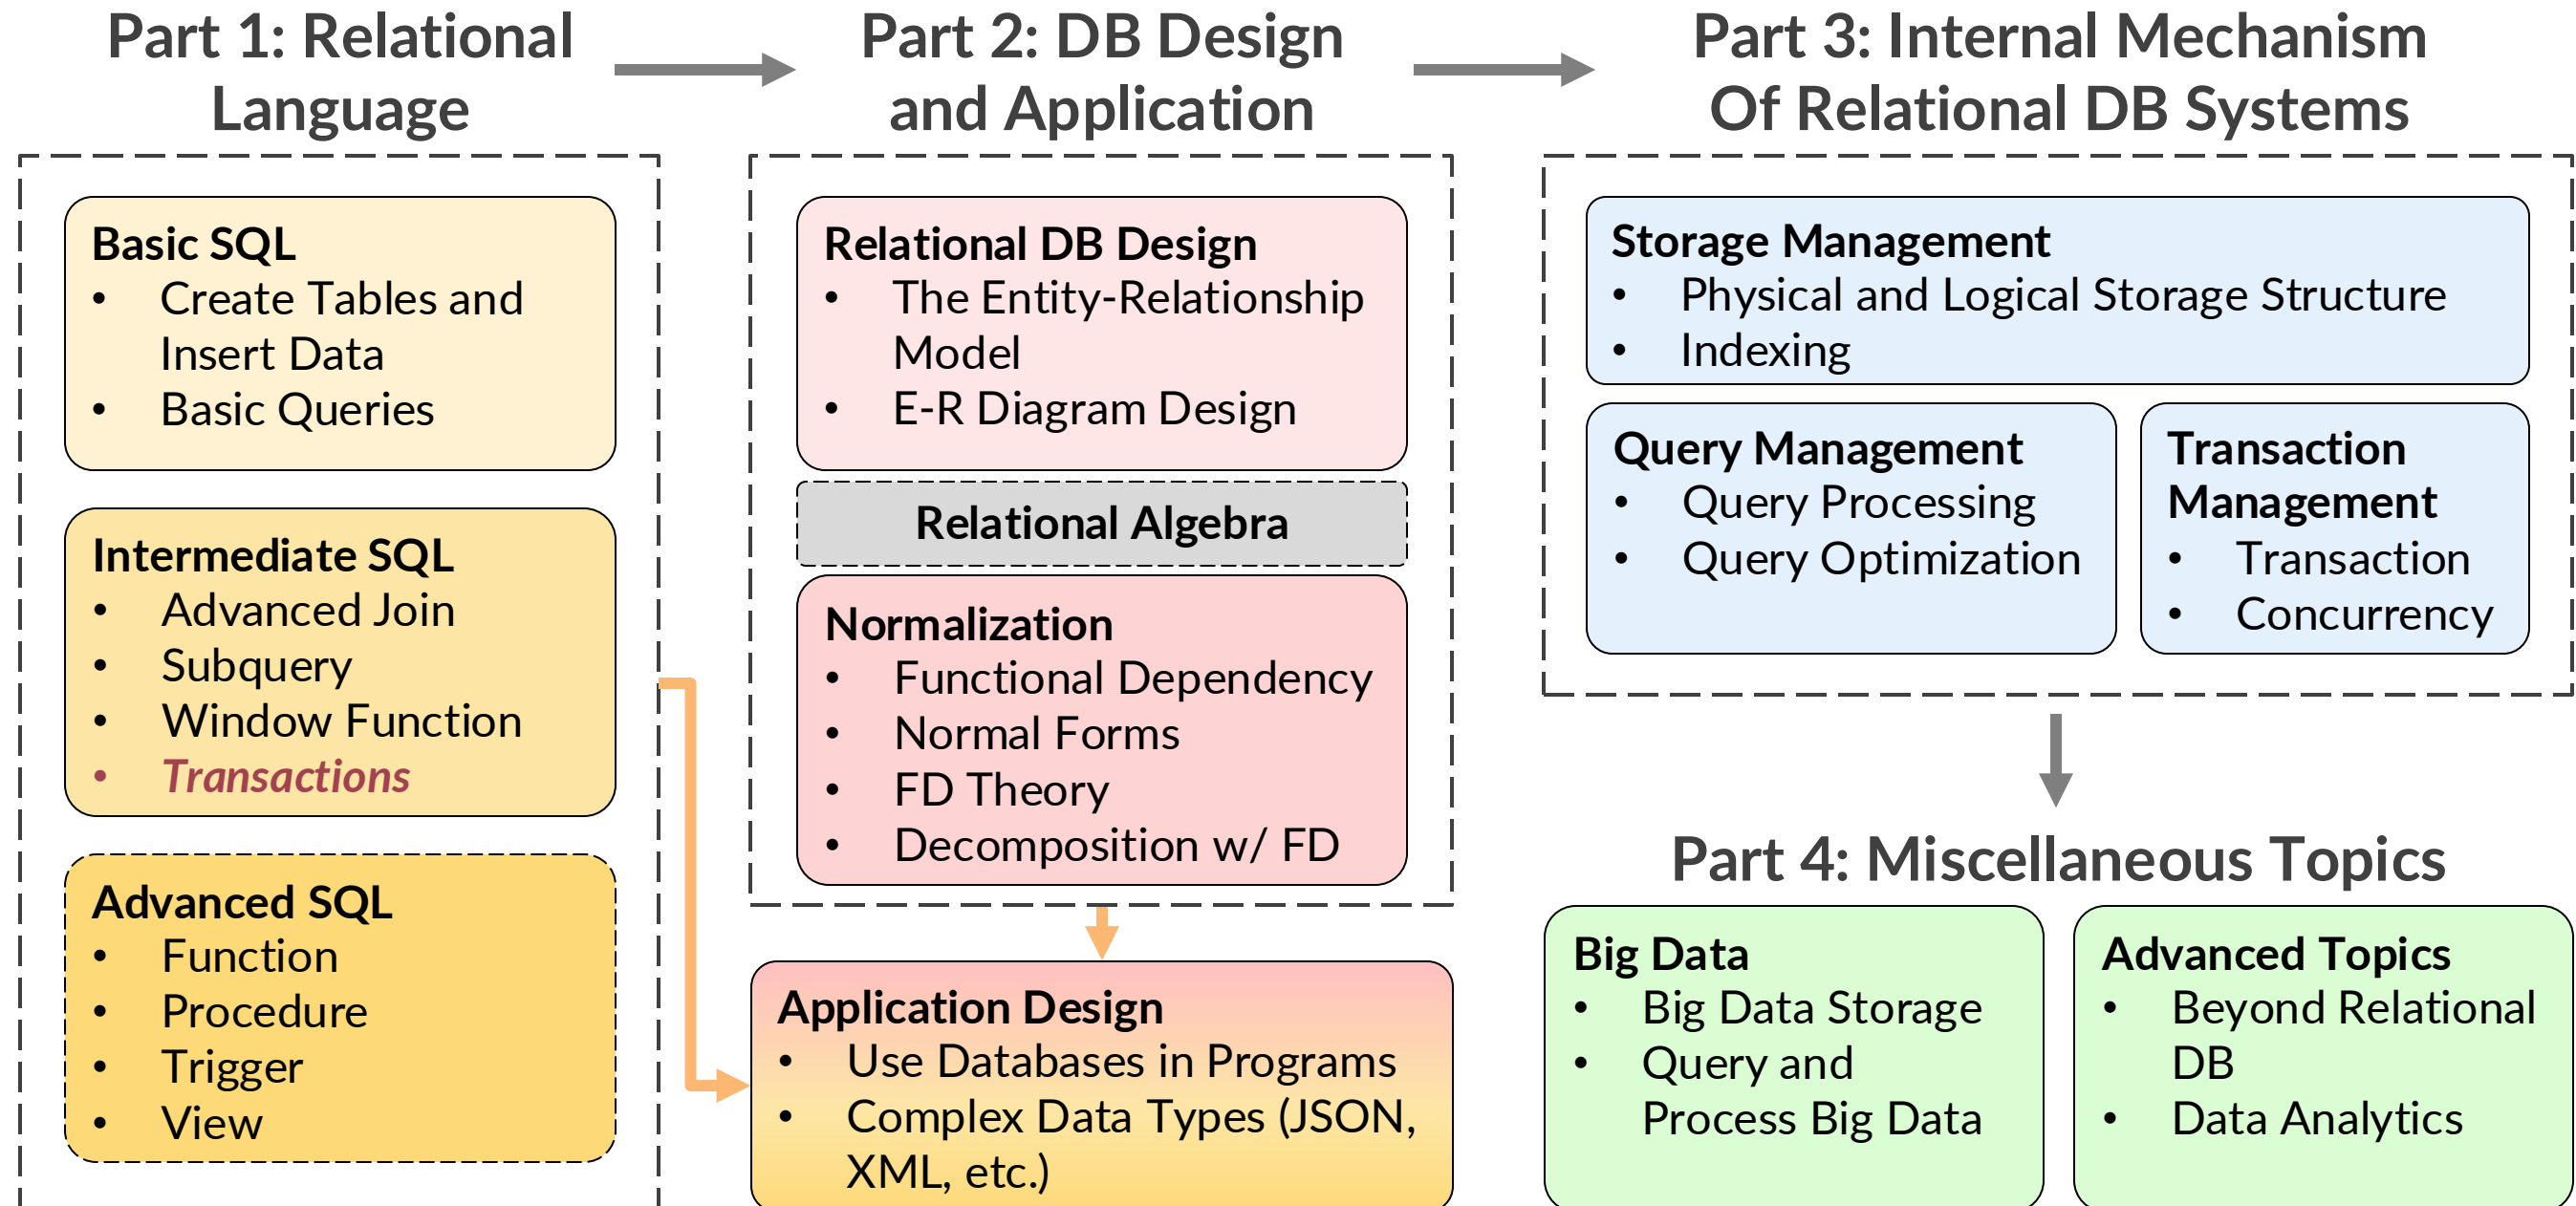 Part 1: Relational
Language
Basic SQL
• Create Tables and
Insert Data
• Basic Queries
Intermediate SQL
• Advanced Join
• Subquery
• Window Function
• Transactions
Advanced SQL
• Function
• Procedure
• Trigger
• View
Part 2: DB Design
and Application
Relational DB Design
• The Entity-Relationship
Model
• E-R Diagram Design
Relational Algebra
Normalization
• Functional Dependency
• Normal Forms
• FD Theory
• Decomposition w/ FD
Application Design
• Use Databases in Programs
• Complex Data Types (JSON,
XML, etc.)
Part 3: Internal Mechanism
Of Relational DB Systems
Storage Management
• Physical and Logical Storage Structure
• Indexing
Query Management
• Query Processing
• Query Optimization
Transaction
Management
• Transaction
• Concurrency
Part 4: Miscellaneous Topics
Big Data
• Big Data Storage
• Query and
Process Big Data
Advanced Topics
• Beyond Relational
DB
• Data Analytics